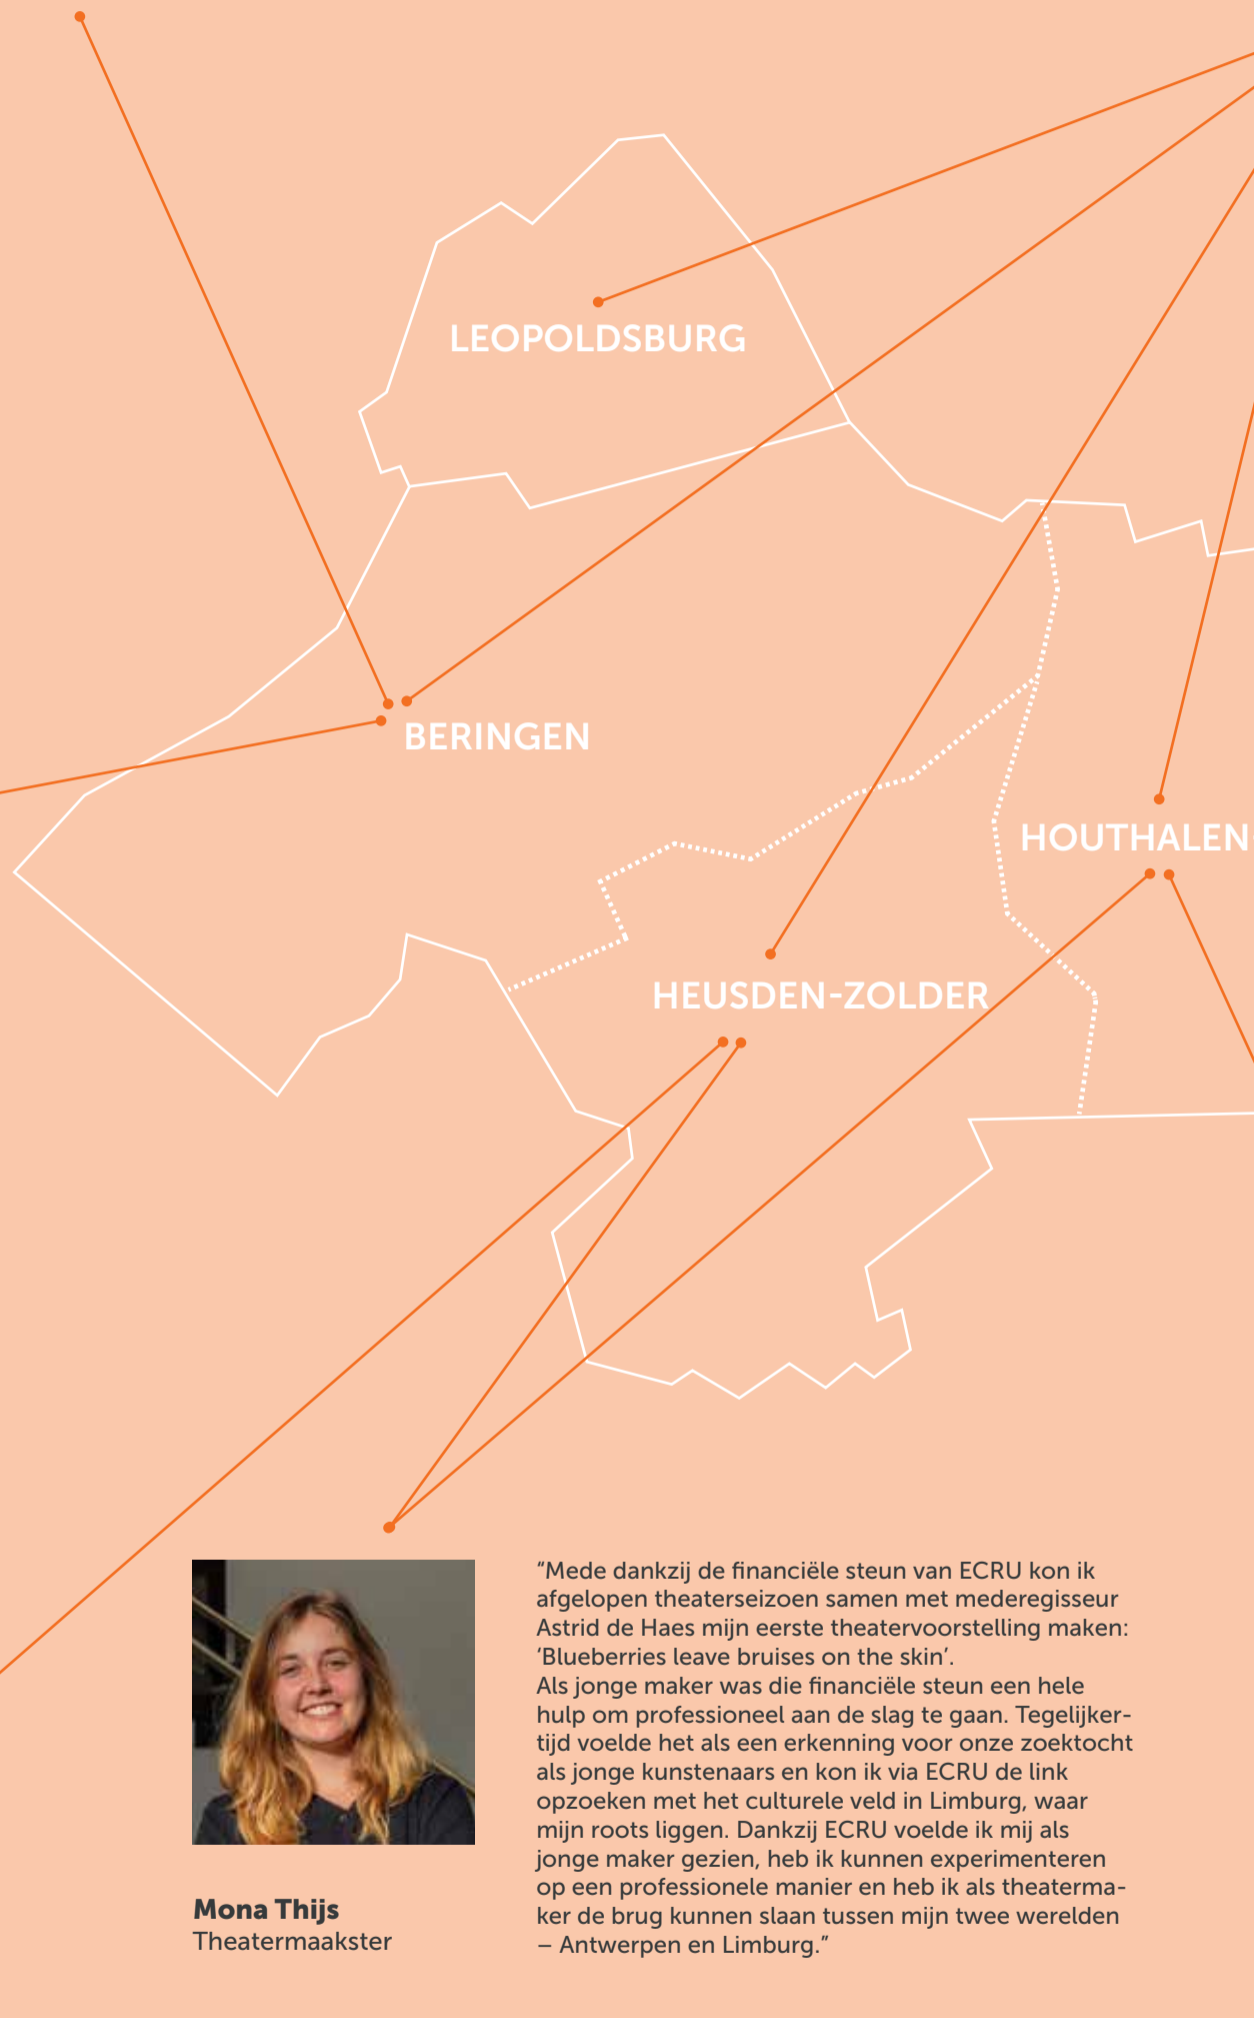 LEOPOLDSBURG
BERINGEN
HOUTHALEN-
HEUSDEN-ZOLDER
“Mede dankzij de financiële steun van ECRU kon ik
afgelopen theaterseizoen samen met mederegisseur
Astrid de Haes mijn eerste theatervoorstelling maken:
‘Blueberries leave bruises on the skin’.
Als jonge maker was die financiële steun een hele
hulp om professioneel aan de slag te gaan. Tegelijker-
tijd voelde het als een erkenning voor onze zoektocht
als jonge kunstenaars en kon ik via ECRU de link
opzoeken met het culturele veld in Limburg, waar
mijn roots liggen. Dankzij ECRU voelde ik mij als
jonge maker gezien, heb ik kunnen experimenteren
op een professionele manier en heb ik als theaterma-
ker de brug kunnen slaan tussen mijn twee werelden
– Antwerpen en Limburg.”
Mona Thijs
Theatermaakster